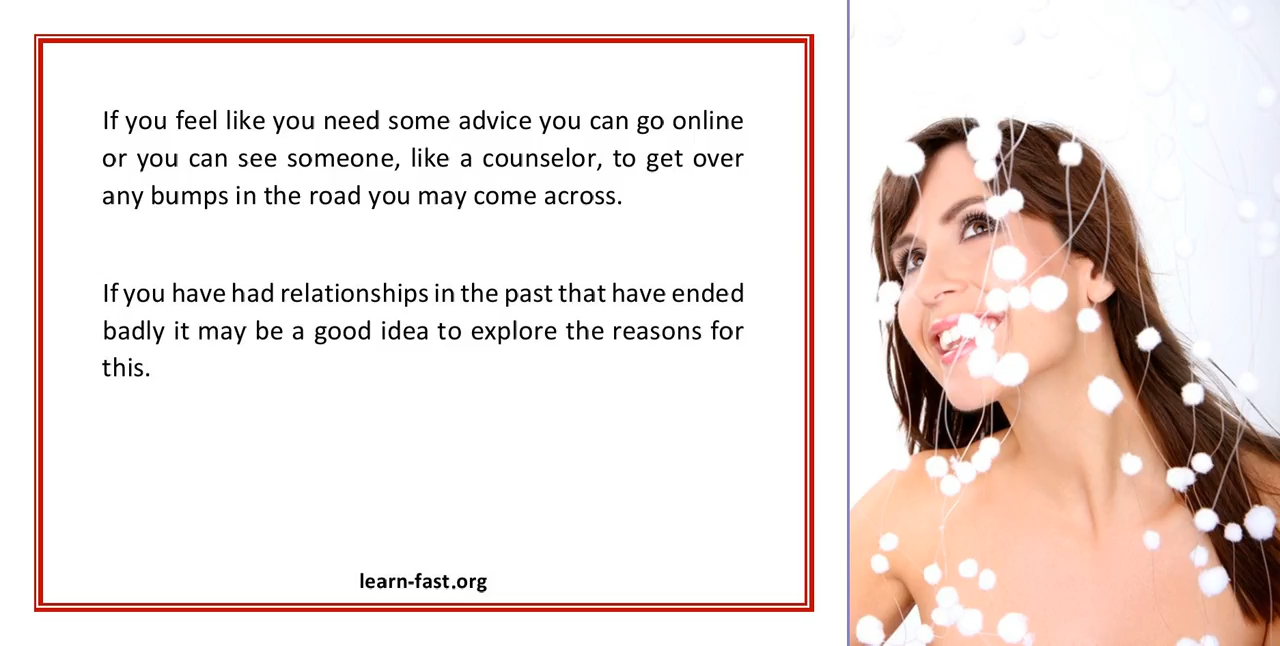 If you feel like you need some advice you can go online
or you can see someone, like a counselor, to get over
any bumps in the road you may come across.
If you have had relationships in the past that have ended
badly it may be a good idea to explore the reasons for
this.
learn-fast.org